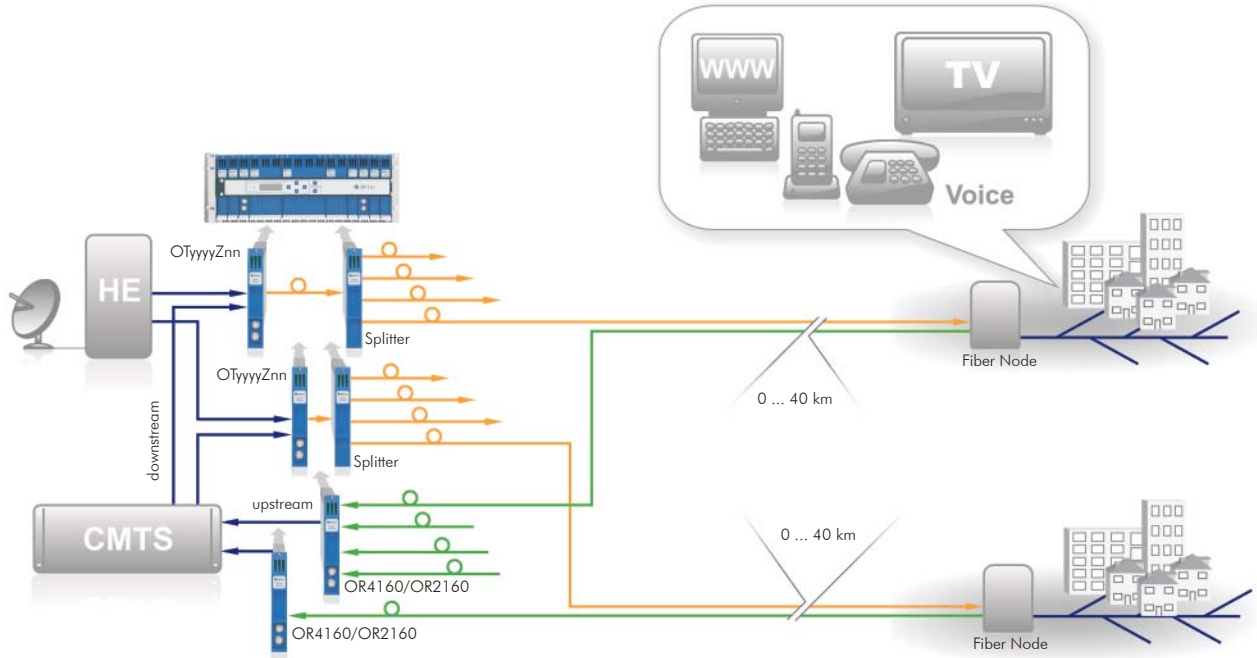 WWW
TV
Voice
OTyyyyZnn
HE
Splitter
Fiber Node
0 ... 40 km
OTyyyyZnn
downstream
Splitter
upstream
CMTS
0 ... 40 km
OR4160/OR2160
OR4160/OR2160
Fiber Node